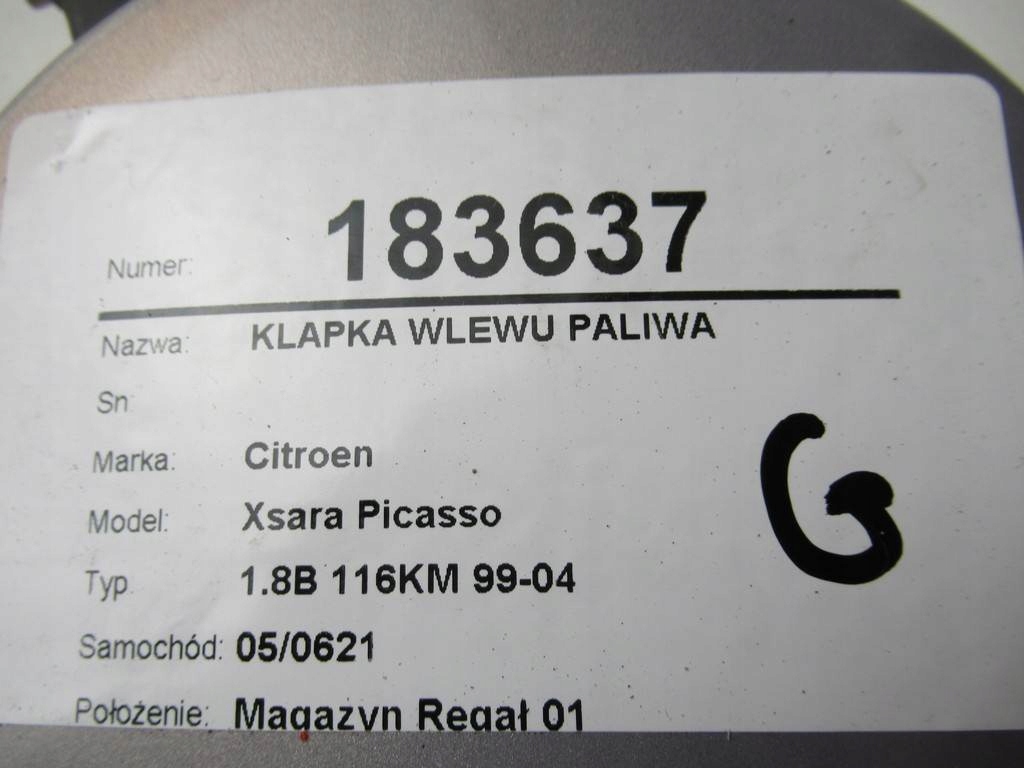 Numer: 183637
Nazwa: KLAPKA WLEWU PALIWA
Sn:
Marka: Citroen
Model: Xsara Picasso
Typ: 1.8B 116KM 99-04
Samochód: 05/0621
Położenie: Magazyn Regał 01
G